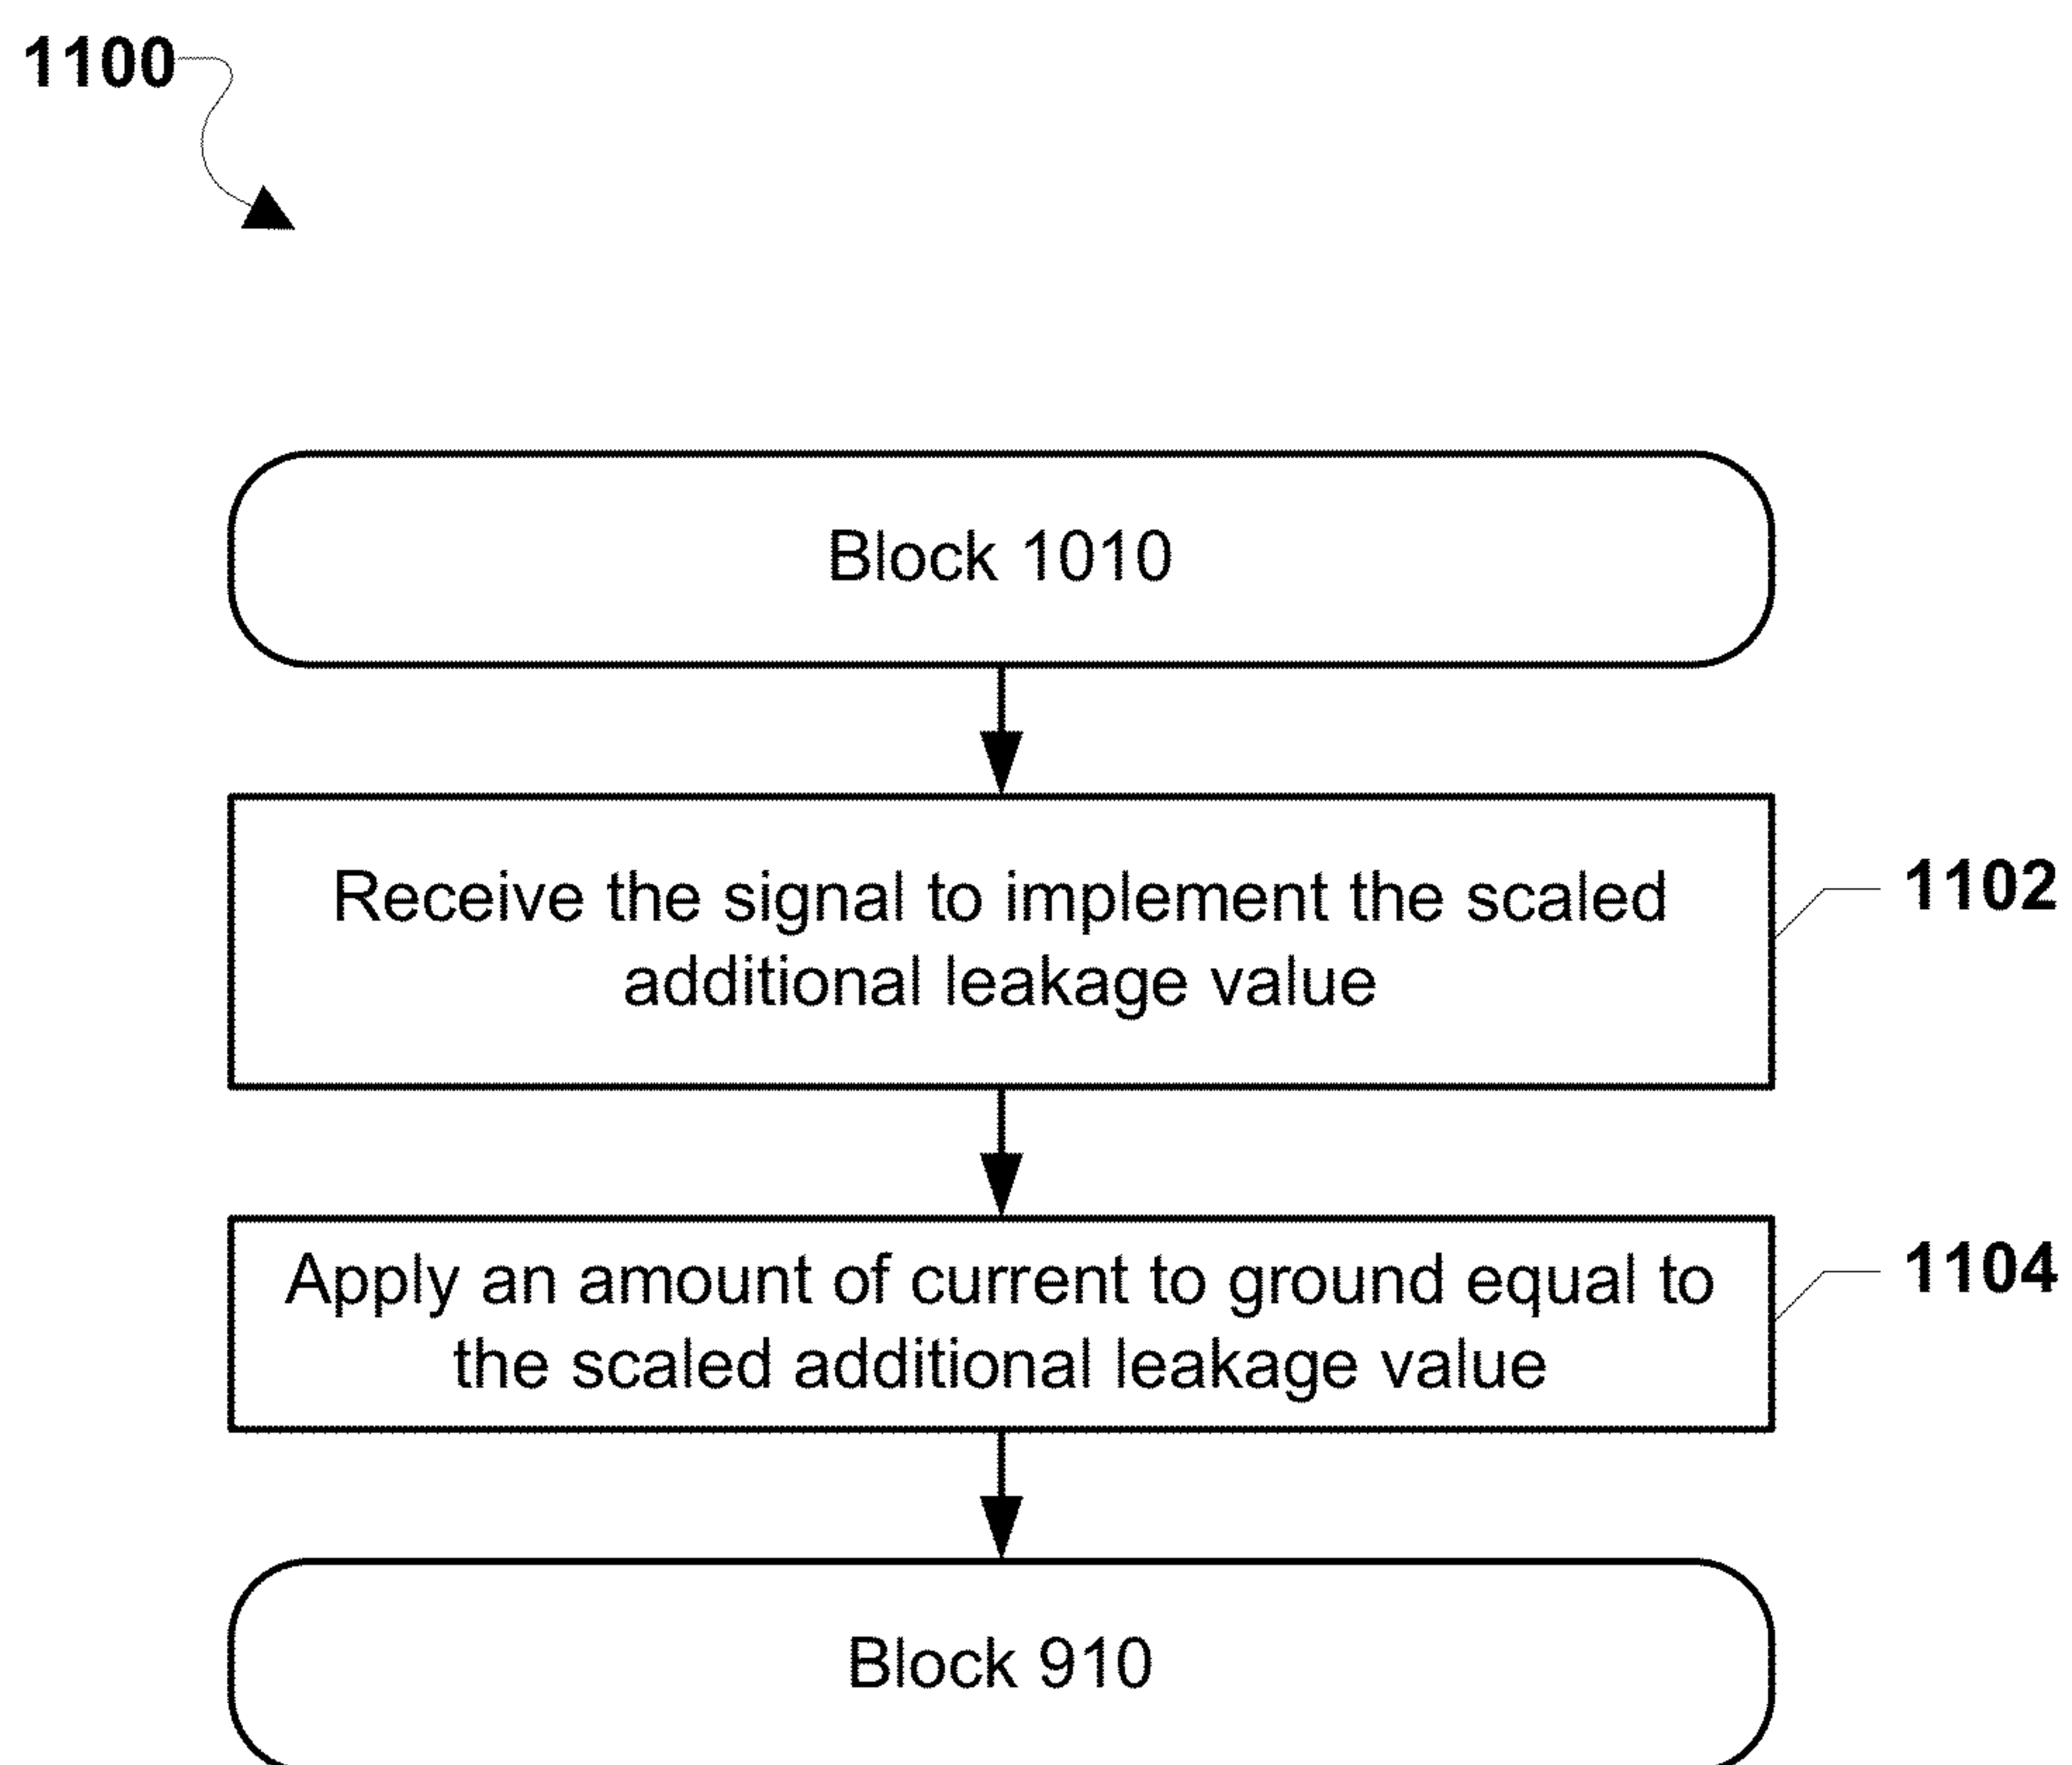 1100
Block 1010
Receive the signal to implement the scaled
additional leakage value
1102
Apply an amount of current to ground equal to
the scaled additional leakage value
1104
Block 910